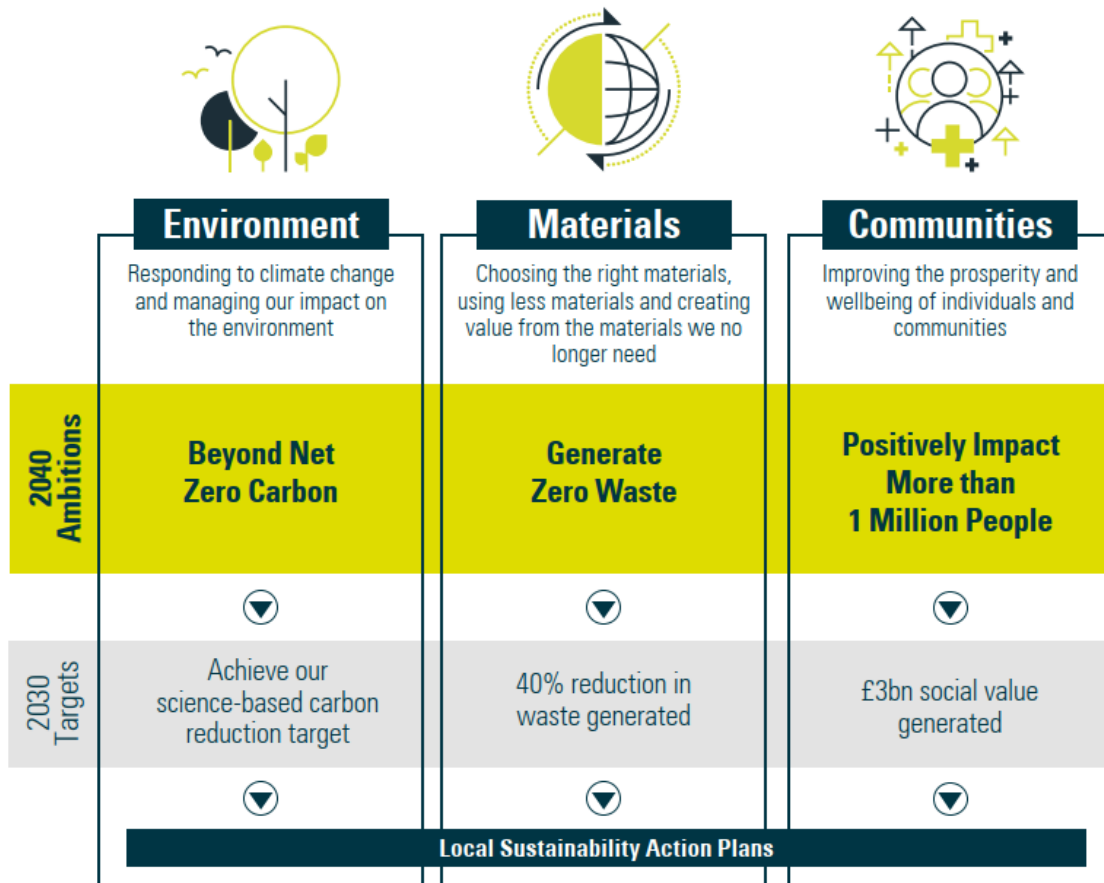 Environment
Responding to climate change
and managing our impact on
the environment
Materials
Choosing the right materials,
using less materials and creating
value from the materials we no
longer need
Communities
Improving the prosperity and
wellbeing of individuals and
communities
2040
Ambitions
Beyond Net
Zero Carbon
Generate
Zero Waste
Positively Impact
More than
1 Million People
2030
Targets
Achieve our
science-based carbon
reduction target
40% reduction in
waste generated
£3bn social value
generated
Local Sustainability Action Plans